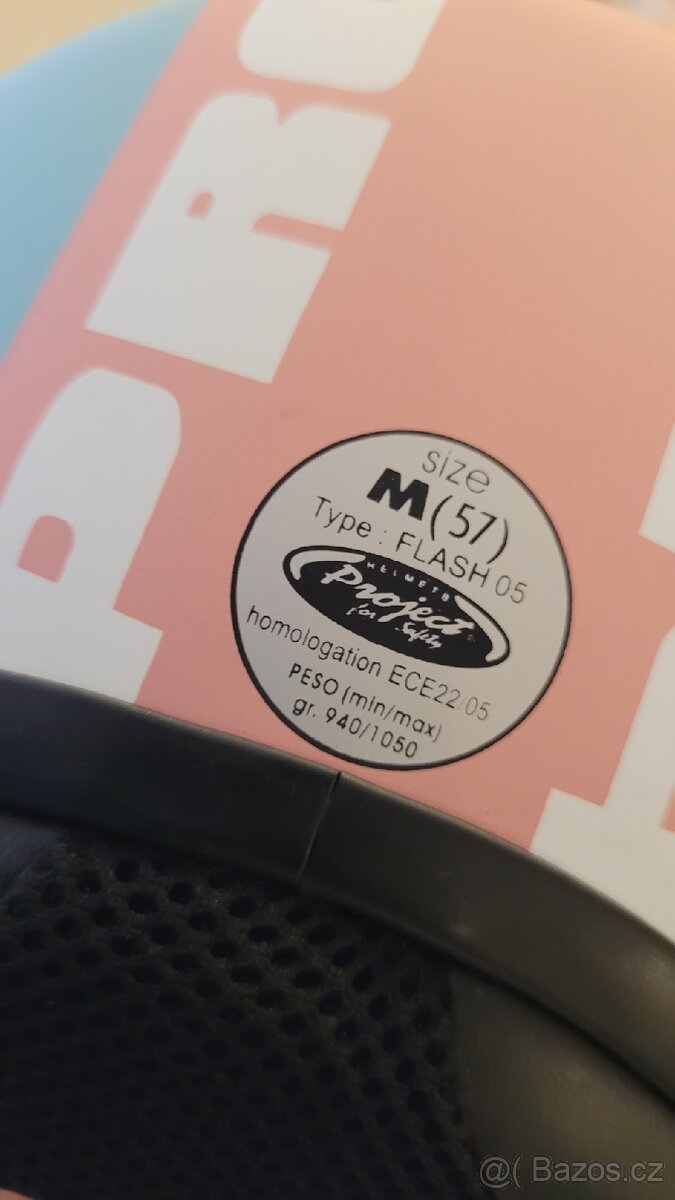 PRO
size
M (57)
Type : FLASH 05
HELMETS
Project
for Safety
homologation ECE22/05
PESO (min/max)
gr. 940/1050
@( Bazos.cz